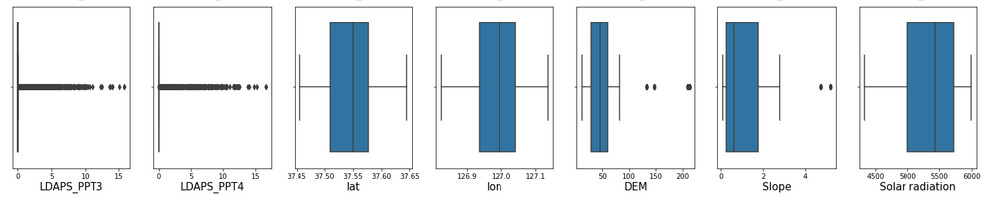 0 5 10 15
LDAPS_PPT3
0 5 10 15
LDAPS_PPT4
37.45 37.50 37.55 37.60 37.65
lat
126.9 127.0 127.1
lon
50 100 150 200
DEM
0 2 4
Slope
4500 5000 5500 6000
Solar radiation